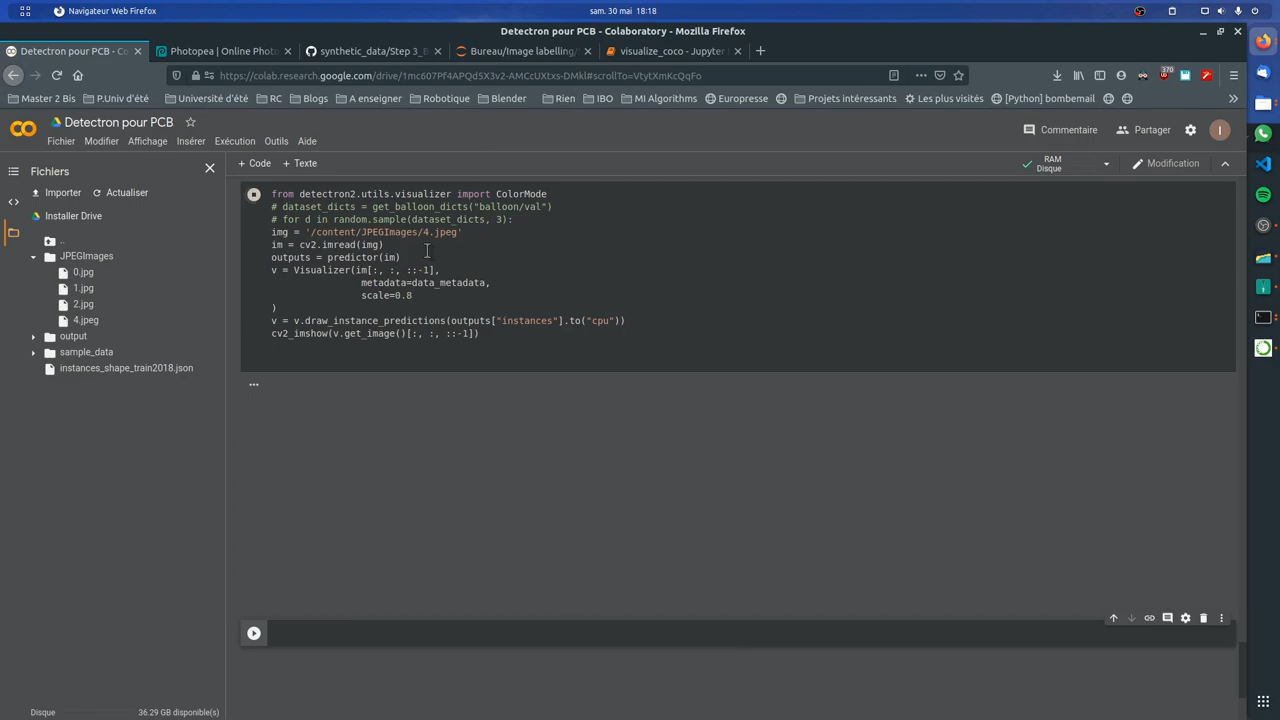 Navigateur Web Firefox
sam. 30 mai 18:18
Detectron pour PCB - Colaboratory - Mozilla Firefox
Detectron pour PCB - Co
Photopea | Online Photo
synthetic_data/Step 3_B
Bureau/Image labelling/
visualize_coco - Jupyter
https://colab.research.google.com/drive/1mc607PF4APQd5X3v2-AMCcUXtxs-DMkl#scrollTo=VtytXmKcQqFo
370
Master 2 Bis
P.Univ d'été
Université d'été
RC
Blogs
A enseigner
Robotique
Blender
Rien
IBO
MI Algorithms
Europresse
Projets intéressants
Les plus visités
[Python] bombemail
Detectron pour PCB
Commentaire
Partager
I
Fichier
Modifier
Affichage
Insérer
Exécution
Outils
Aide
Fichiers
+ Code
+ Texte
RAM
Disque
Modification
Importer
Actualiser
Installer Drive
..
JPEGImages
0.jpg
1.jpg
2.jpg
4.jpeg
output
sample_data
instances_shape_train2018.json
from detectron2.utils.visualizer import ColorMode
# dataset_dicts = get_balloon_dicts("balloon/val")
# for d in random.sample(dataset_dicts, 3):
img = '/content/JPEGImages/4.jpeg'
im = cv2.imread(img)
outputs = predictor(im)
v = Visualizer(im[:, :, ::-1],
metadata=data_metadata,
scale=0.8
)
v = v.draw_instance_predictions(outputs["instances"].to("cpu"))
cv2_imshow(v.get_image()[:, :, ::-1])
...
Disque
36.29 GB disponible(s)